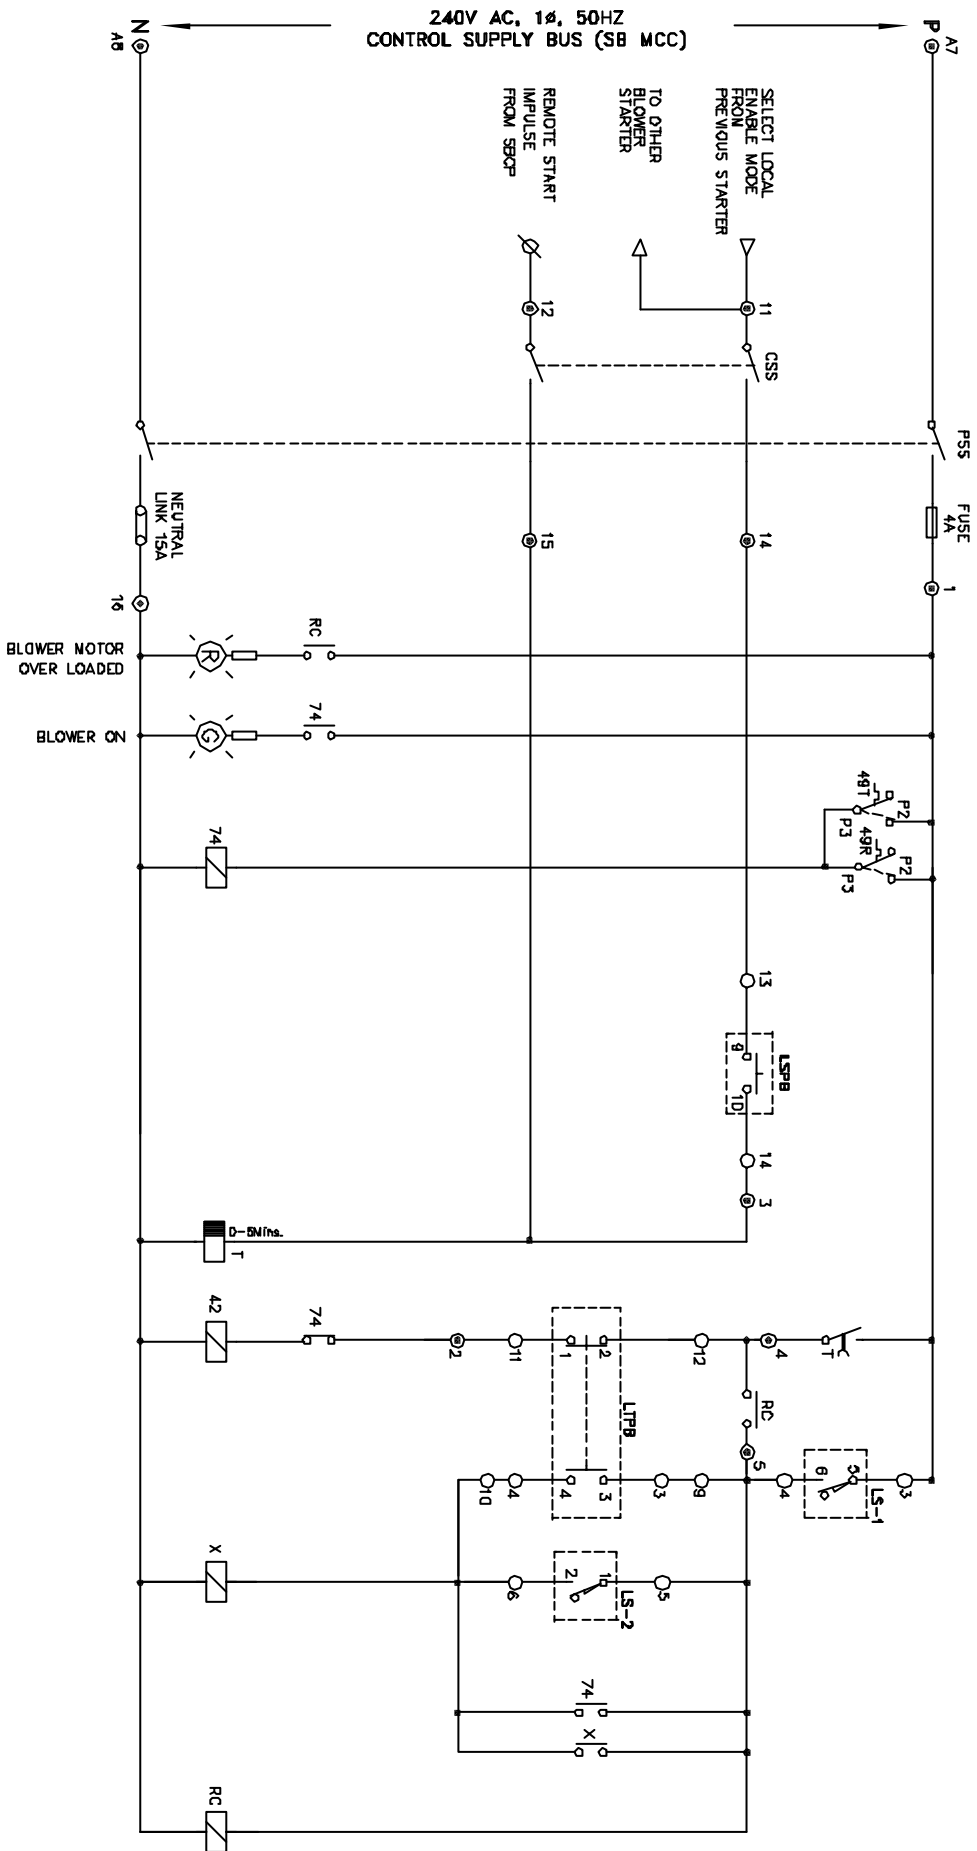 240V AC, 1ø, 50HZ
CONTROL SUPPLY BUS (SB MCC)
N
A8
P
A7
SELECT LOCAL
ENABLE MODE
FROM
PREVIOUS STARTER
TO OTHER
BLOWER
STARTER
REMOTE START
IMPULSE
FROM SBCP
11
12
CSS
PSS
FUSE
4A
NEUTRAL
LINK 15A
15
14
1
16
BLOWER MOTOR
OVER LOADED
R
RC
BLOWER ON
G
74
49T
P2
P3
49R
P2
P3
74
13
LSPB
9
10
14
3
D-5Mins.
T
42
74
2
11
1
2
12
4
T
LTPB
RC
5
10
4
4
3
3
9
4
6
5
LS-1
3
X
6
2
1
LS-2
5
74
X
RC